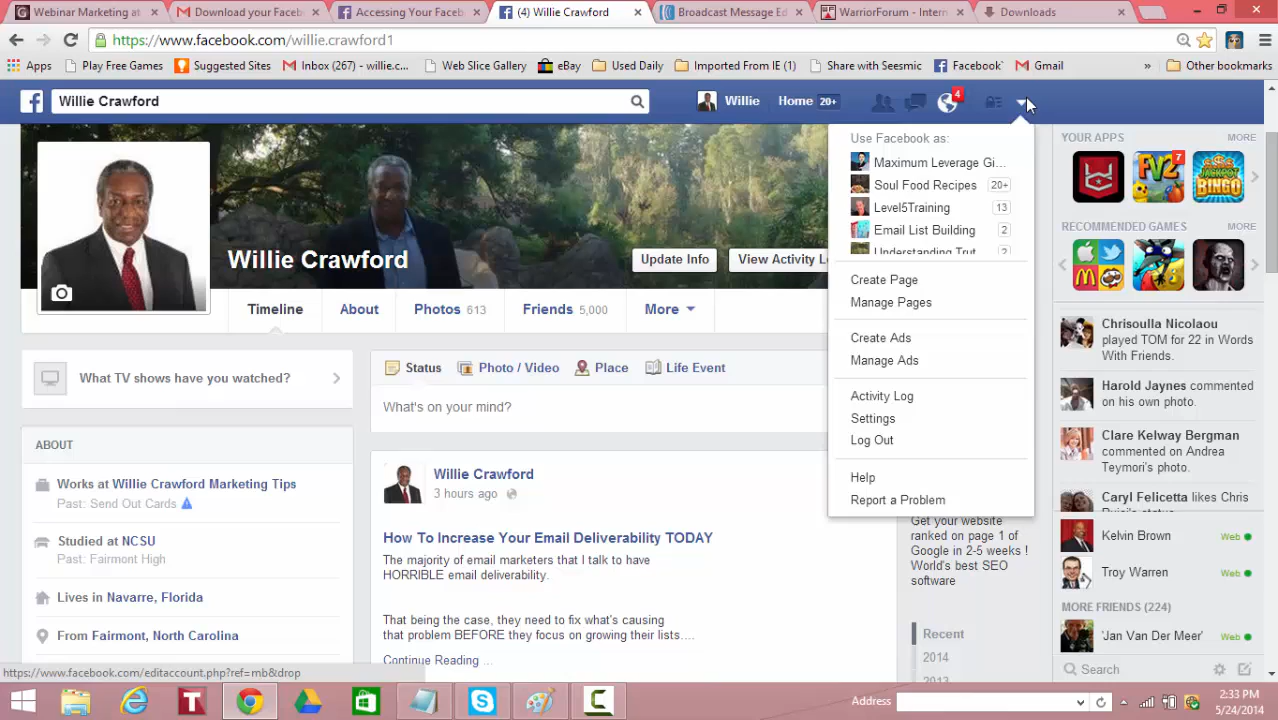 Webinar Marketing at
Download your Faceb
Accessing Your Faceb
(4) Willie Crawford
Broadcast Message Ed
WarriorForum - Intern
Downloads
https://www.facebook.com/willie.crawford1
Apps
Play Free Games
Suggested Sites
Inbox (267) - willie.c...
Web Slice Gallery
eBay
Used Daily
Imported From IE (1)
Share with Seesmic
Facebook
Gmail
»
Other bookmarks
Willie Crawford
Willie
Home 20+
4
Use Facebook as:
Maximum Leverage Gi...
Soul Food Recipes 20+
Level5Training 13
Email List Building 2
Understanding Trut 2
Create Page
Manage Pages
Create Ads
Manage Ads
Activity Log
Settings
Log Out
Help
Report a Problem
YOUR APPS MORE
FV2 7
JACKPOT
BINGO
RECOMMENDED GAMES MORE
Willie Crawford
Update Info
View Activity Lo
Timeline
About
Photos 613
Friends 5,000
More
What TV shows have you watched?
Status
Photo / Video
Place
Life Event
What's on your mind?
ABOUT
Works at Willie Crawford Marketing Tips
Past: Send Out Cards
Studied at NCSU
Past: Fairmont High
Lives in Navarre, Florida
From Fairmont, North Carolina
Willie Crawford
3 hours ago
How To Increase Your Email Deliverability TODAY
The majority of email marketers that I talk to have
HORRIBLE email deliverability.
That being the case, they need to fix what's causing
that problem BEFORE they focus on growing their lists....
Continue Reading ...
Get your website
ranked on page 1 of
Google in 2-5 weeks !
World's best SEO
software
Recent
2014
2013
Chrisoulla Nicolaou
played TOM for 22 in Words
With Friends.
Harold Jaynes commented
on his own photo.
Clare Kelway Bergman
commented on Andrea
Teymori's photo.
Caryl Felicetta likes Chris
Kelvin Brown Web
Troy Warren Web
MORE FRIENDS (224)
'Jan Van Der Meer' Web
Search
https://www.facebook.com/editaccount.php?ref=mb&drop
Address
2:33 PM
5/24/2014